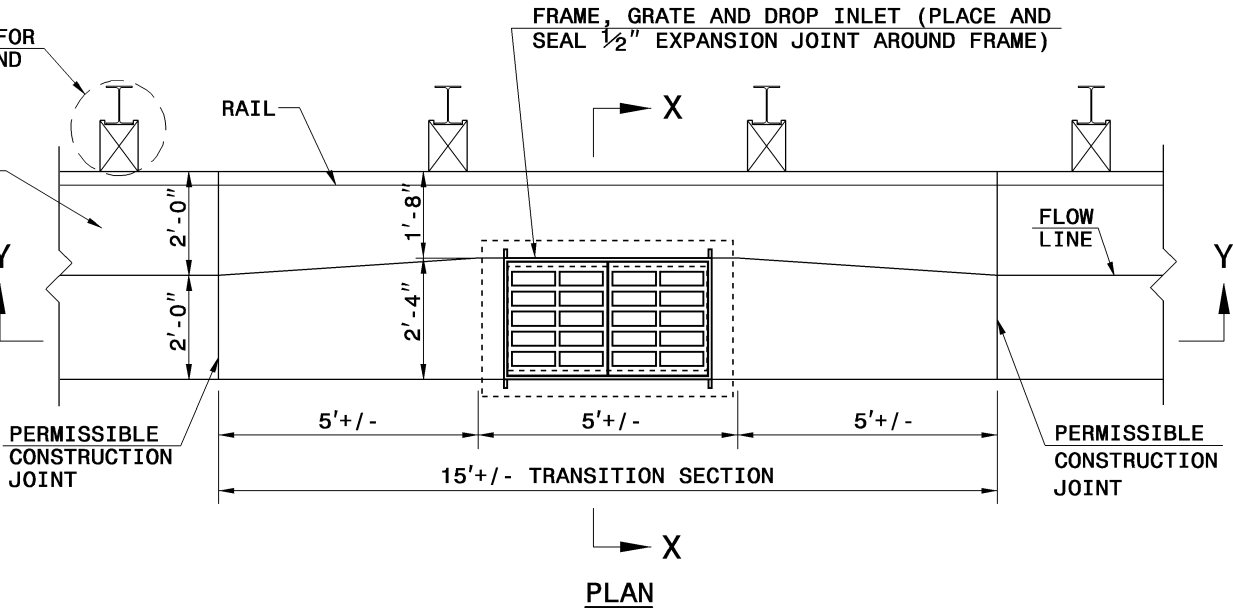 FOR
ND
FRAME, GRATE AND DROP INLET (PLACE AND
SEAL ½" EXPANSION JOINT AROUND FRAME)
RAIL
X
2'-0"
1'-8"
FLOW
LINE
Y
Y
2'-0"
2'-4"
PERMISSIBLE
CONSTRUCTION
JOINT
5'+/-
5'+/-
5'+/-
PERMISSIBLE
CONSTRUCTION
JOINT
15'+/- TRANSITION SECTION
X
PLAN